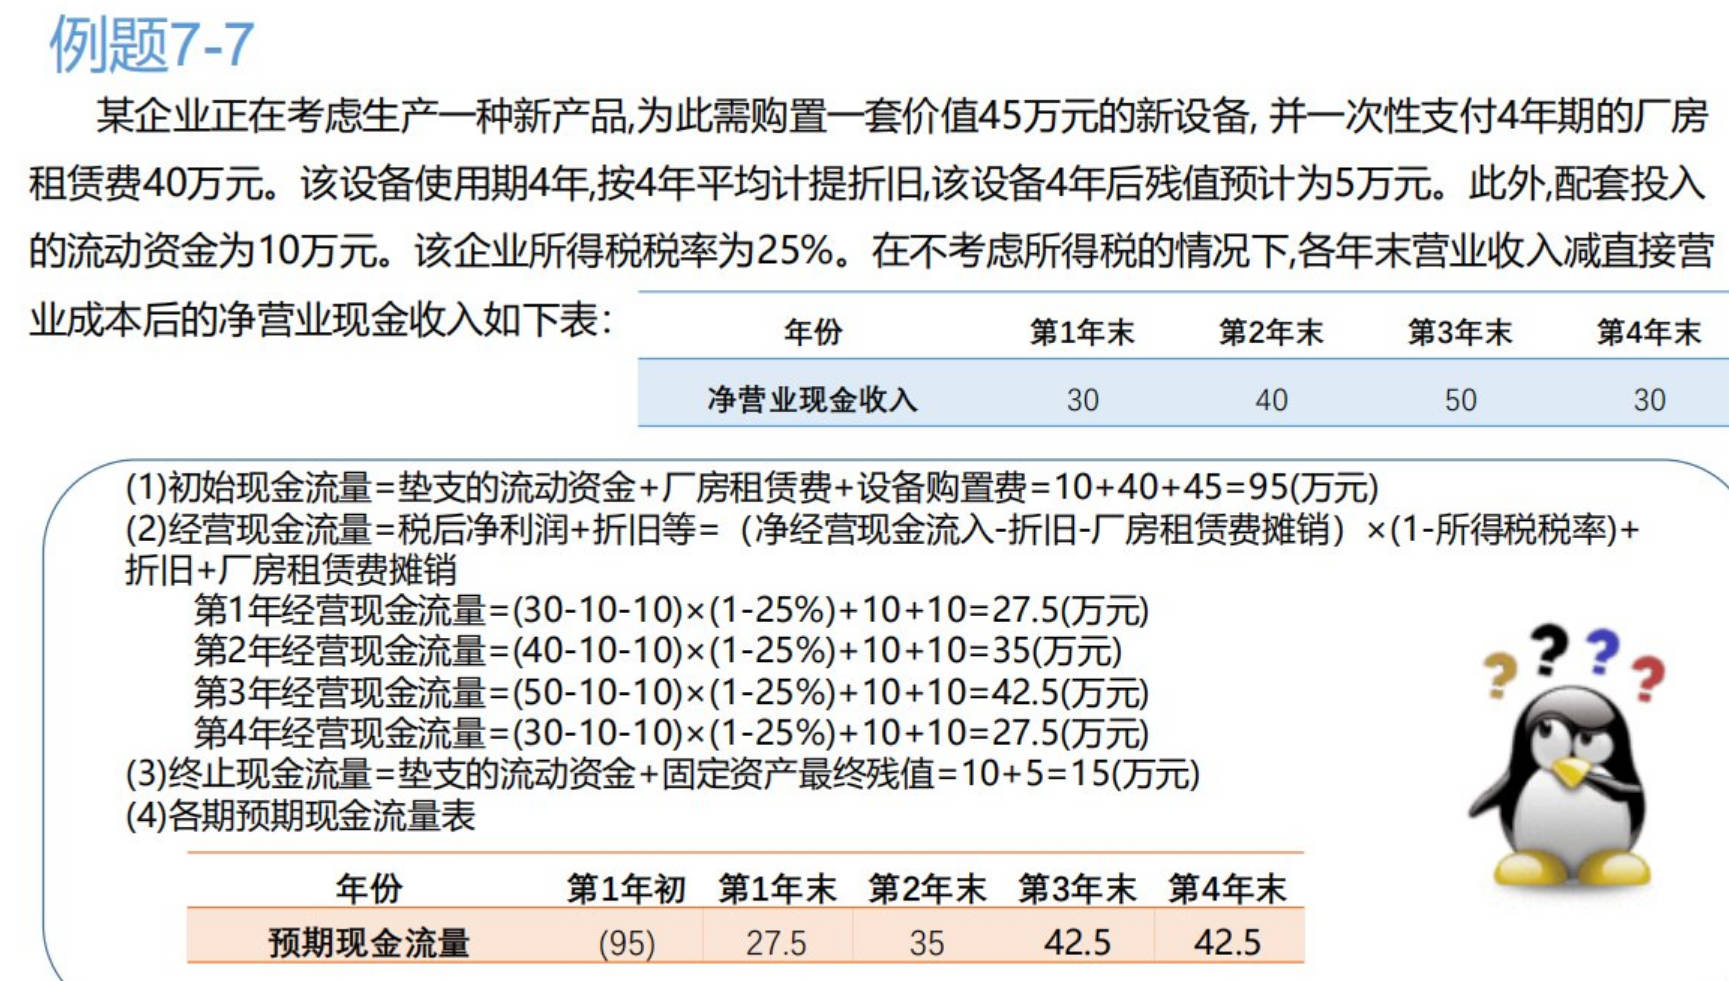 例题7-7
某企业正在考虑生产一种新产品,为此需购置一套价值45万元的新设备, 并一次性支付4年期的厂房
租赁费40万元。该设备使用期4年,按4年平均计提折旧,该设备4年后残值预计为5万元。此外,配套投入
的流动资金为10万元。该企业所得税税率为25%。在不考虑所得税的情况下,各年末营业收入减直接营
业成本后的净营业现金收入如下表：
年份 第1年末 第2年末 第3年末 第4年末
净营业现金收入 30 40 50 30
(1)初始现金流量=垫支的流动资金+厂房租赁费+设备购置费=10+40+45=95(万元)
(2)经营现金流量=税后净利润+折旧等=（净经营现金流入-折旧-厂房租赁费摊销）×(1-所得税税率)+
折旧+厂房租赁费摊销
第1年经营现金流量=(30-10-10)×(1-25%)+10+10=27.5(万元)
第2年经营现金流量=(40-10-10)×(1-25%)+10+10=35(万元)
第3年经营现金流量=(50-10-10)×(1-25%)+10+10=42.5(万元)
第4年经营现金流量=(30-10-10)×(1-25%)+10+10=27.5(万元)
(3)终止现金流量=垫支的流动资金+固定资产最终残值=10+5=15(万元)
(4)各期预期现金流量表
年份 第1年初 第1年末 第2年末 第3年末 第4年末
预期现金流量 (95) 27.5 35 42.5 42.5
? ? ? ?